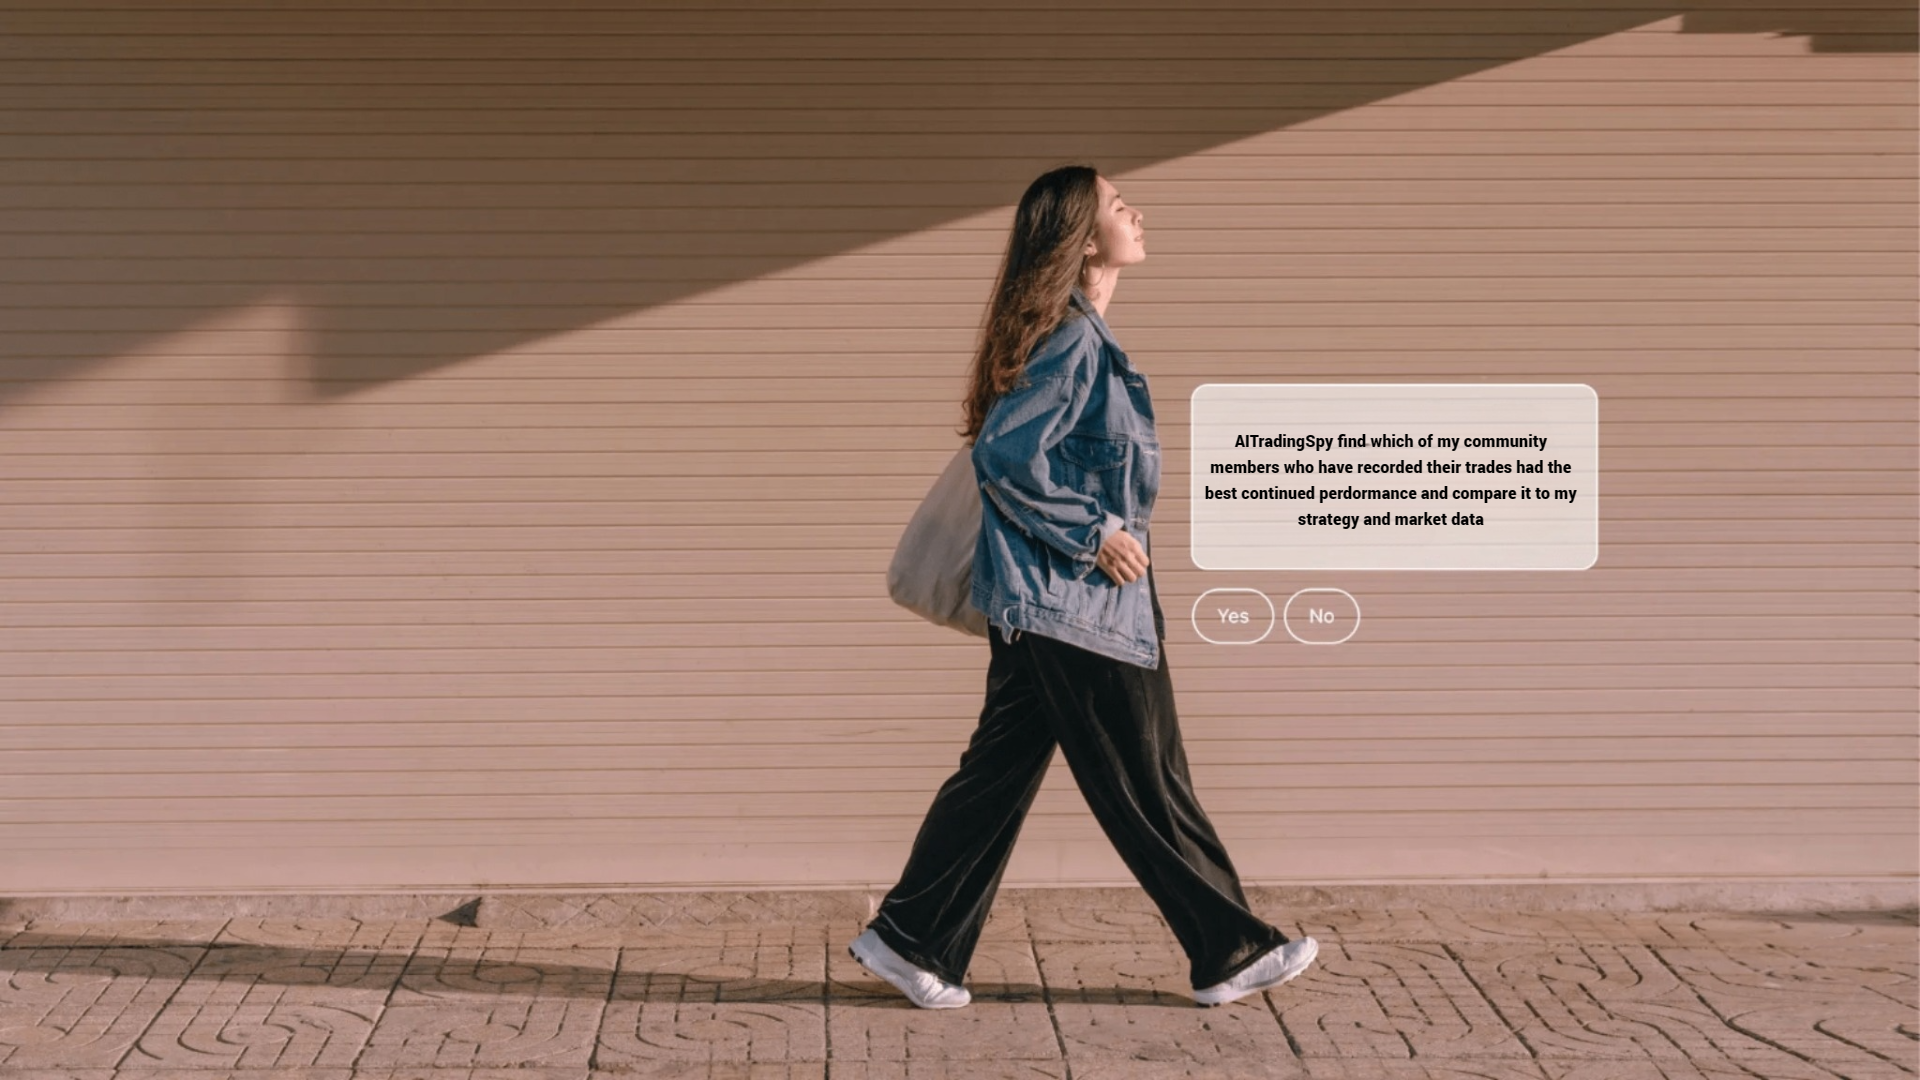 AITradingSpy find which of my community
members who have recorded their trades had the
best continued perdormance and compare it to my
strategy and market data
Yes
No